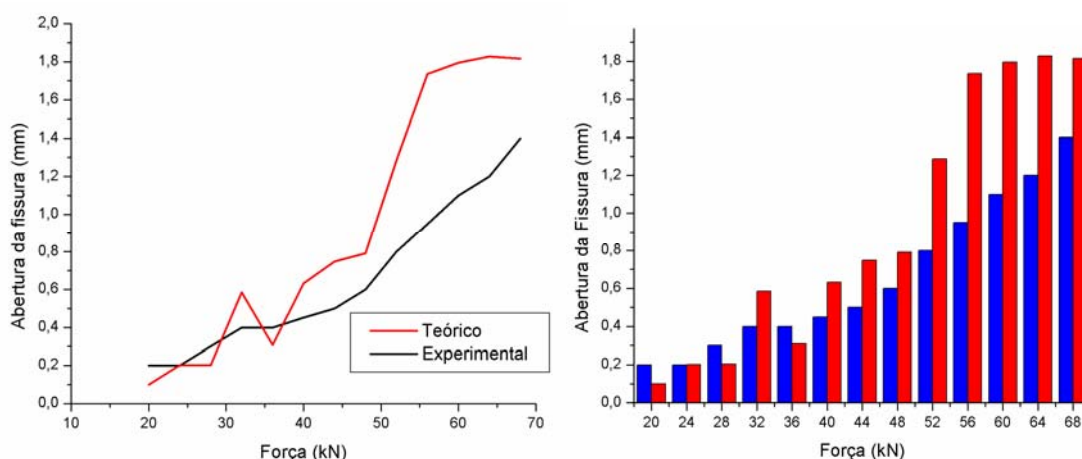 Abertura da fissura (mm)
2,0
1,8
1,6
1,4
1,2
1,0
0,8
0,6
0,4
0,2
0,0
10 20 30 40 50 60 70
Força (kN)
Teórico
Experimental
Abertura da Fissura (mm)
1,8
1,6
1,4
1,2
1,0
0,8
0,6
0,4
0,2
0,0
20 24 28 32 36 40 44 48 52 56 60 64 68
Força (kN)